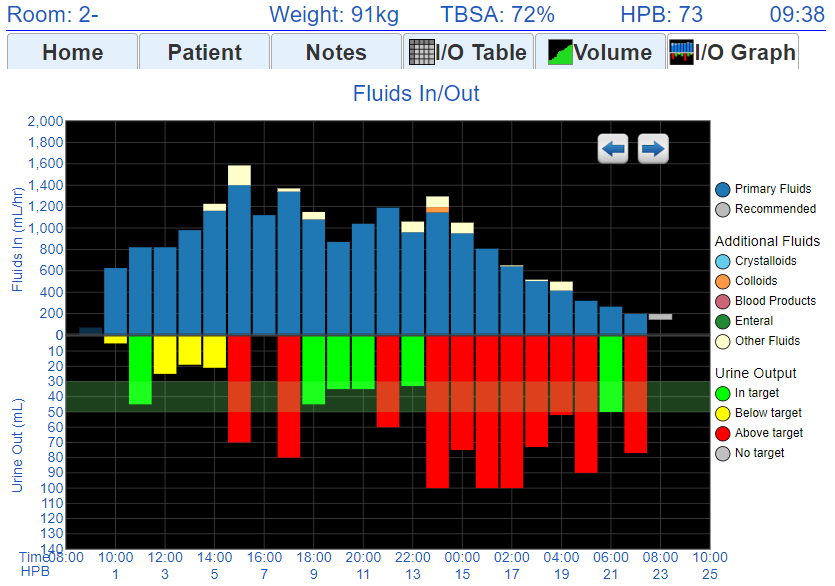 Room: 2- Weight: 91kg TBSA: 72% HPB: 73 09:38
Home Patient Notes I/O Table Volume I/O Graph
Fluids In/Out
2,000
1,800
1,600
1,400
1,200
1,000
800
600
400
200
0
10
20
30
40
50
60
70
80
90
100
110
120
130
140
Fluids In (mL/hr)
Urine Out (mL)
Primary Fluids
Recommended
Additional Fluids
Crystalloids
Colloids
Blood Products
Enteral
Other Fluids
Urine Output
In target
Below target
Above target
No target
Time 08:00 10:00 12:00 14:00 16:00 18:00 20:00 22:00 00:00 02:00 04:00 06:00 08:00 10:00
HPB 1 3 5 7 9 11 13 15 17 19 21 23 25